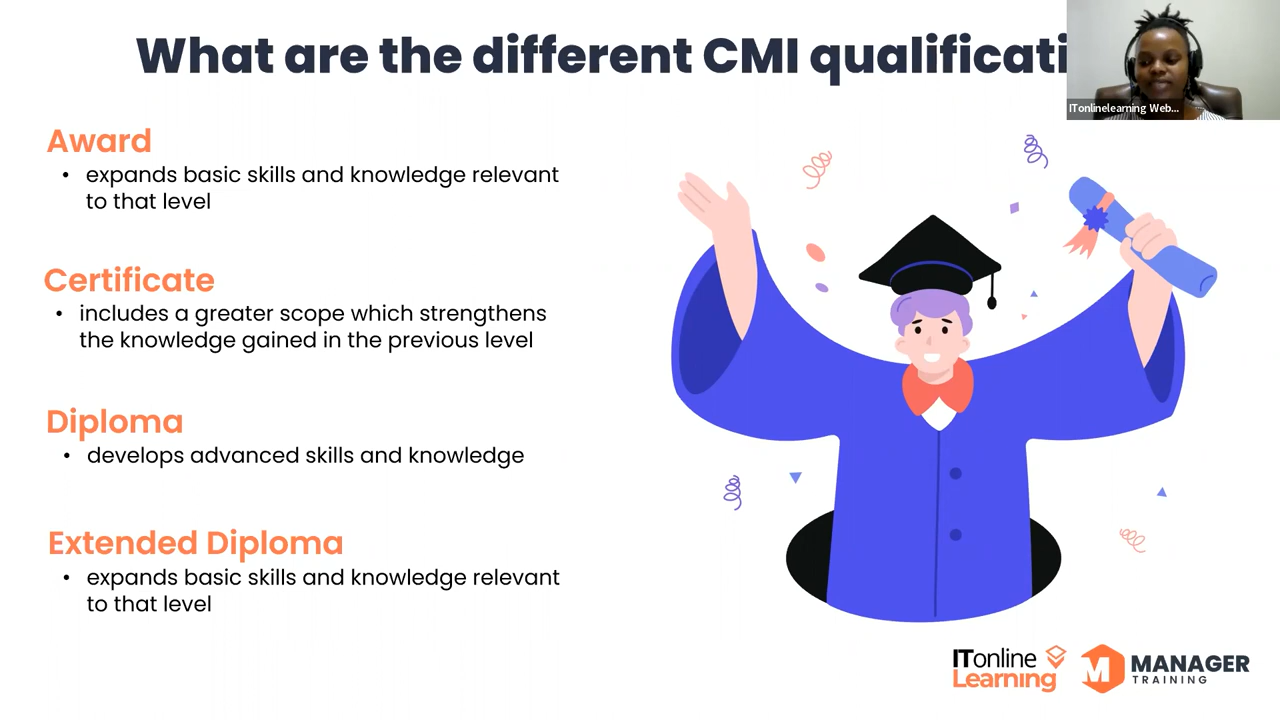 What are the different CMI qualificati
ITonlinelearning Web...
Award
• expands basic skills and knowledge relevant
to that level
Certificate
• includes a greater scope which strengthens
the knowledge gained in the previous level
Diploma
• develops advanced skills and knowledge
Extended Diploma
• expands basic skills and knowledge relevant
to that level
ITonline
Learning
M
MANAGER
TRAINING